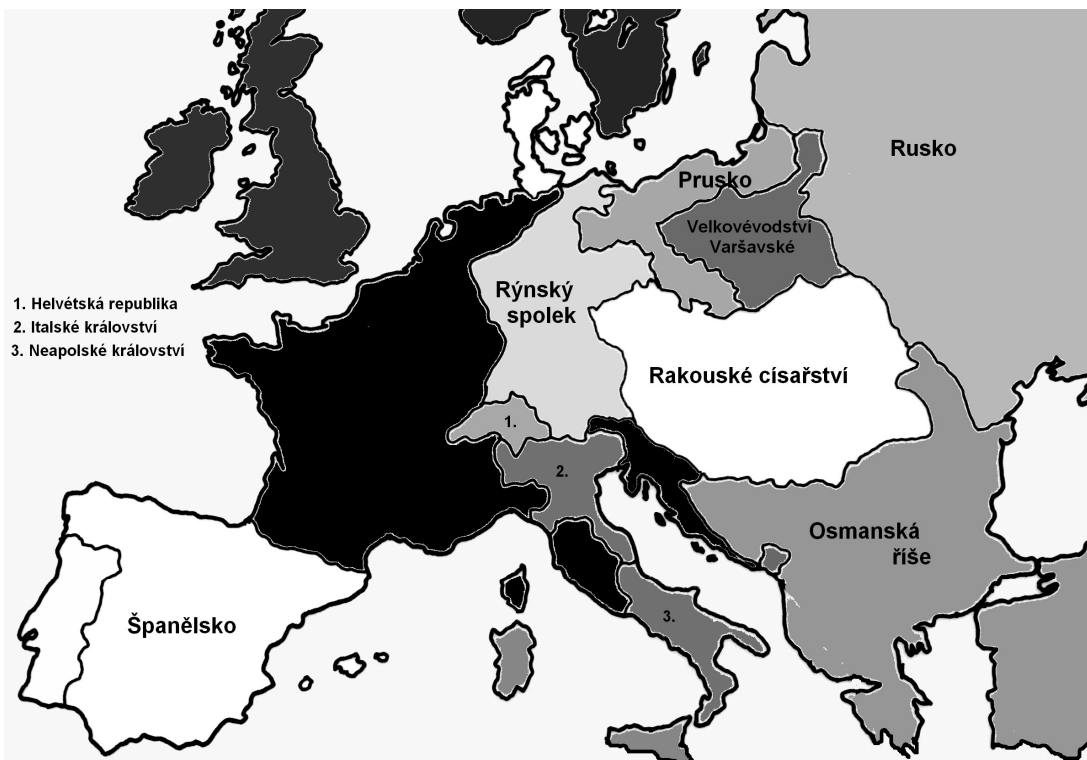 Rusko
Prusko
Velkovévodství
Varšavské
Rýnský
spolek
1. Helvétská republika
2. Italské království
3. Neapolské království
Rakouské císařství
1.
2.
Osmanská
říše
Španělsko
3.